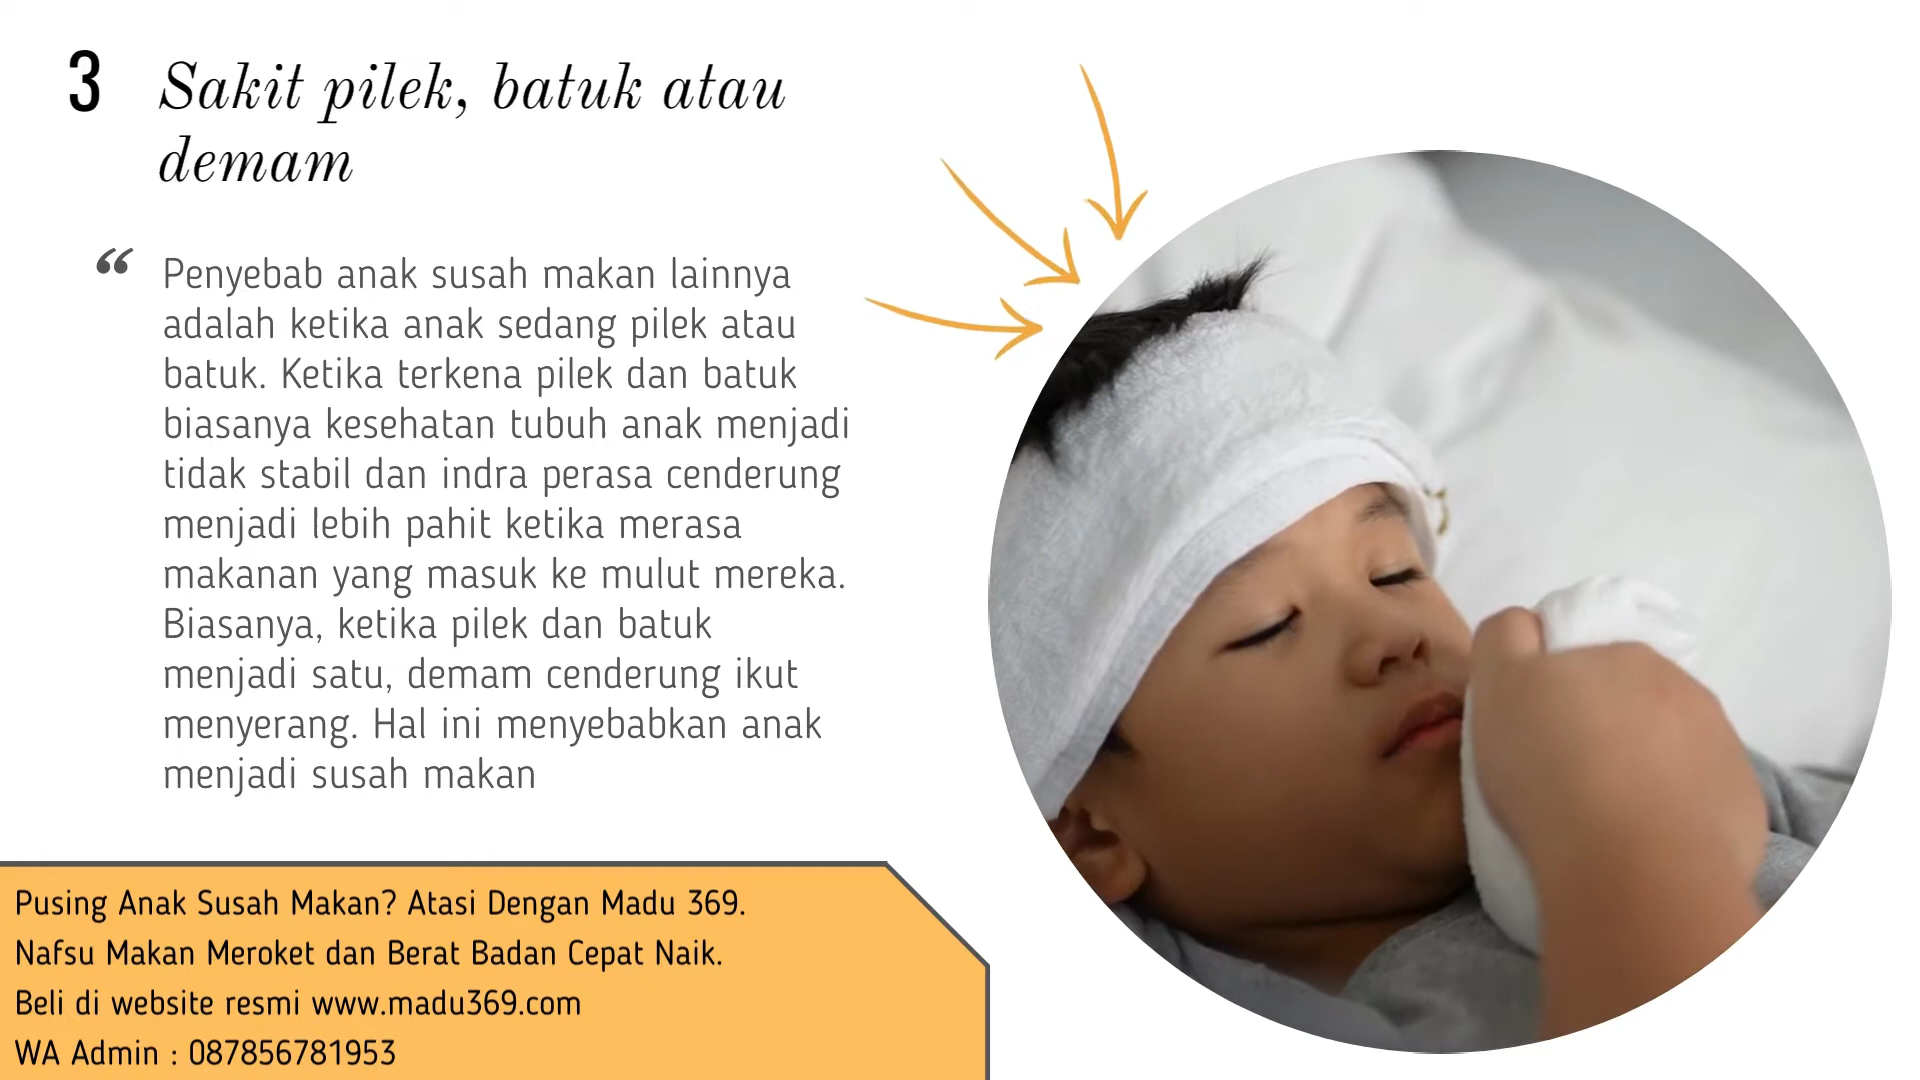 3 Sakit pilek, batuk atau
demam
“ Penyebab anak susah makan lainnya
adalah ketika anak sedang pilek atau
batuk. Ketika terkena pilek dan batuk
biasanya kesehatan tubuh anak menjadi
tidak stabil dan indra perasa cenderung
menjadi lebih pahit ketika merasa
makanan yang masuk ke mulut mereka.
Biasanya, ketika pilek dan batuk
menjadi satu, demam cenderung ikut
menyerang. Hal ini menyebabkan anak
menjadi susah makan
Pusing Anak Susah Makan? Atasi Dengan Madu 369.
Nafsu Makan Meroket dan Berat Badan Cepat Naik.
Beli di website resmi www.madu369.com
WA Admin : 087856781953